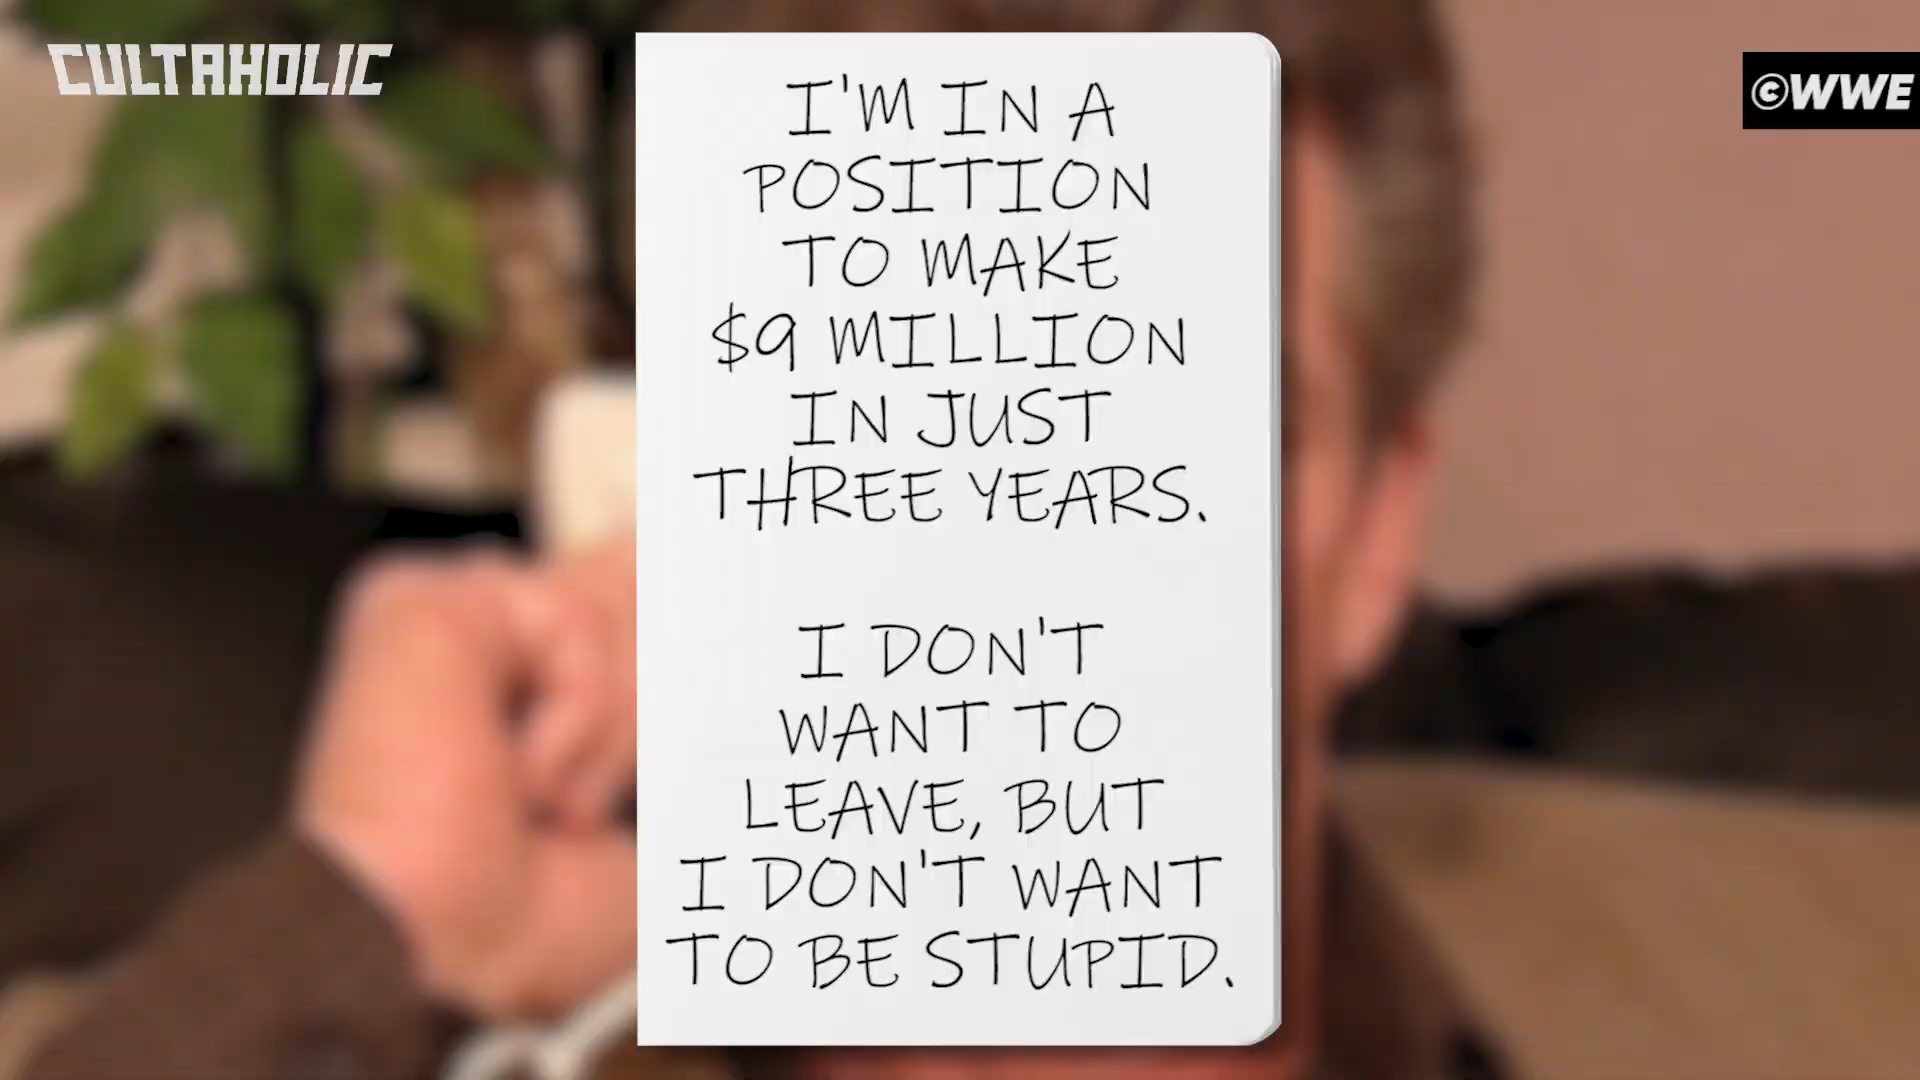 CULTAHOLIC
©WWE
I'M IN A
POSITION
TO MAKE
$9 MILLION
IN JUST
THREE YEARS.
I DON'T
WANT TO
LEAVE, BUT
I DON'T WANT
TO BE STUPID.